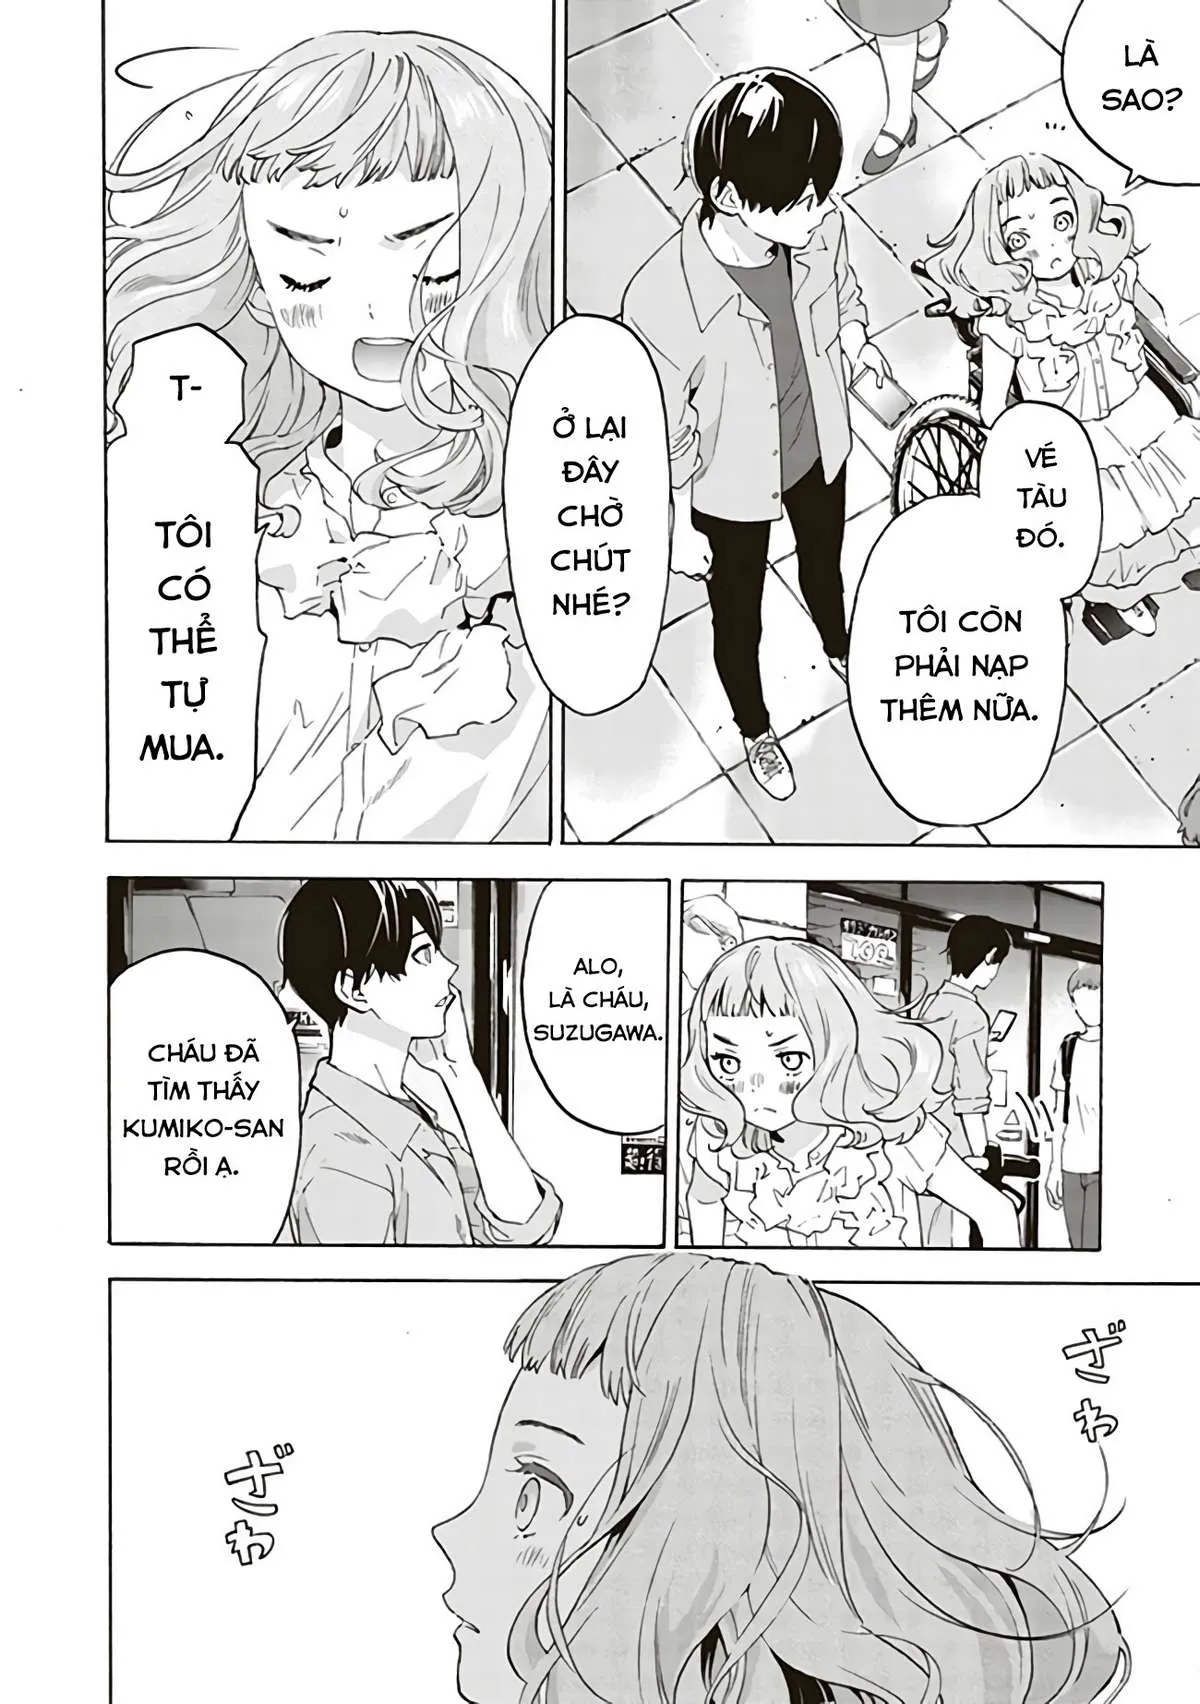 LÀ
SAO?
VÉ
TÀU
ĐÓ.
TÔI CÒN
PHẢI NẠP
THÊM NỮA.
Ở LẠI
ĐÂY
CHỜ
CHÚT
NHÉ?
T-
TÔI
CÓ
THỂ
TỰ
MUA.
ALO,
LÀ CHÁU,
SUZUGAWA.
CHÁU ĐÃ
TÌM THẤY
KUMIKO-SAN
RỒI Ạ.
ざわ
ざわ